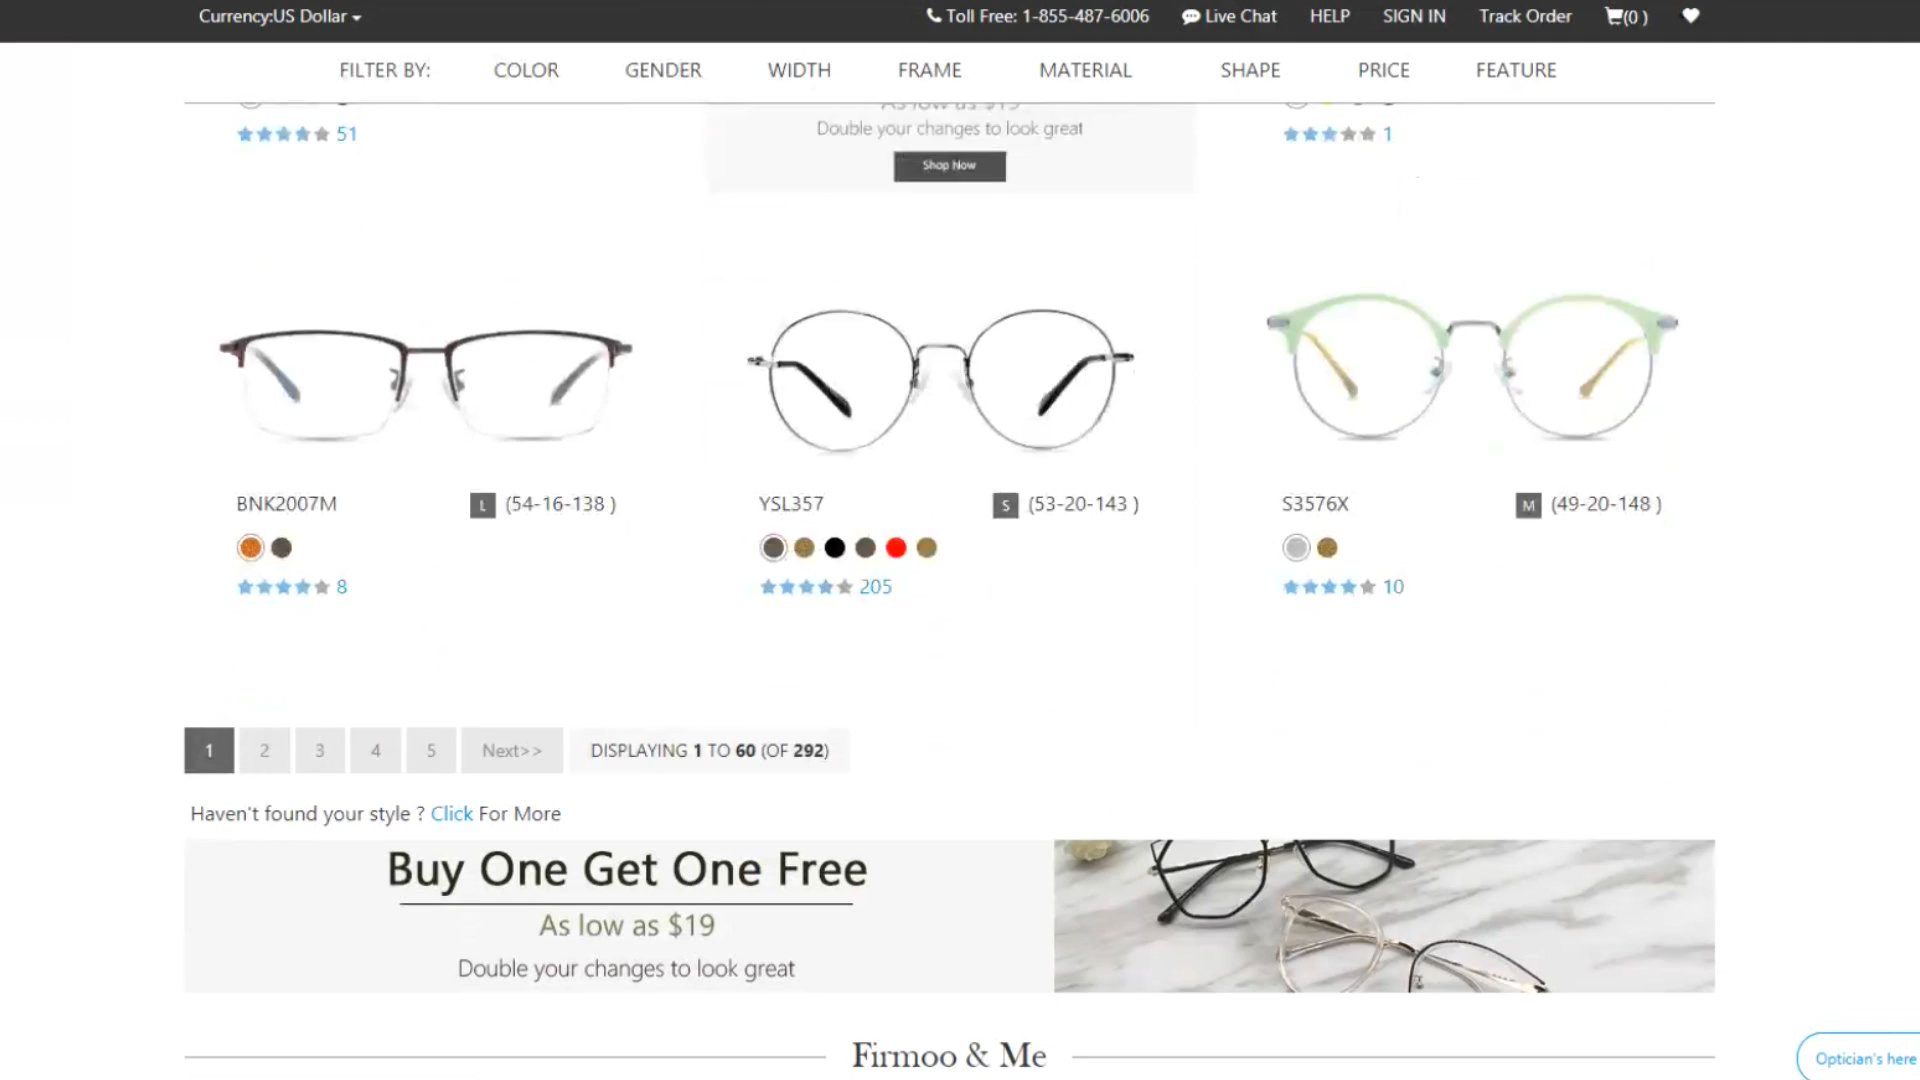 Currency:US Dollar
Toll Free: 1-855-487-6006 Live Chat HELP SIGN IN Track Order (0 )
FILTER BY: COLOR GENDER WIDTH FRAME MATERIAL SHAPE PRICE FEATURE
As low as $19
Double your changes to look great
51
1
Shop Now
BNK2007M L (54-16-138 )
YSL357 S (53-20-143 )
S3576X M (49-20-148 )
8
205
10
1 2 3 4 5 Next>> DISPLAYING 1 TO 60 (OF 292)
Haven't found your style ? Click For More
Buy One Get One Free
As low as $19
Double your changes to look great
Firmoo & Me
Optician's here